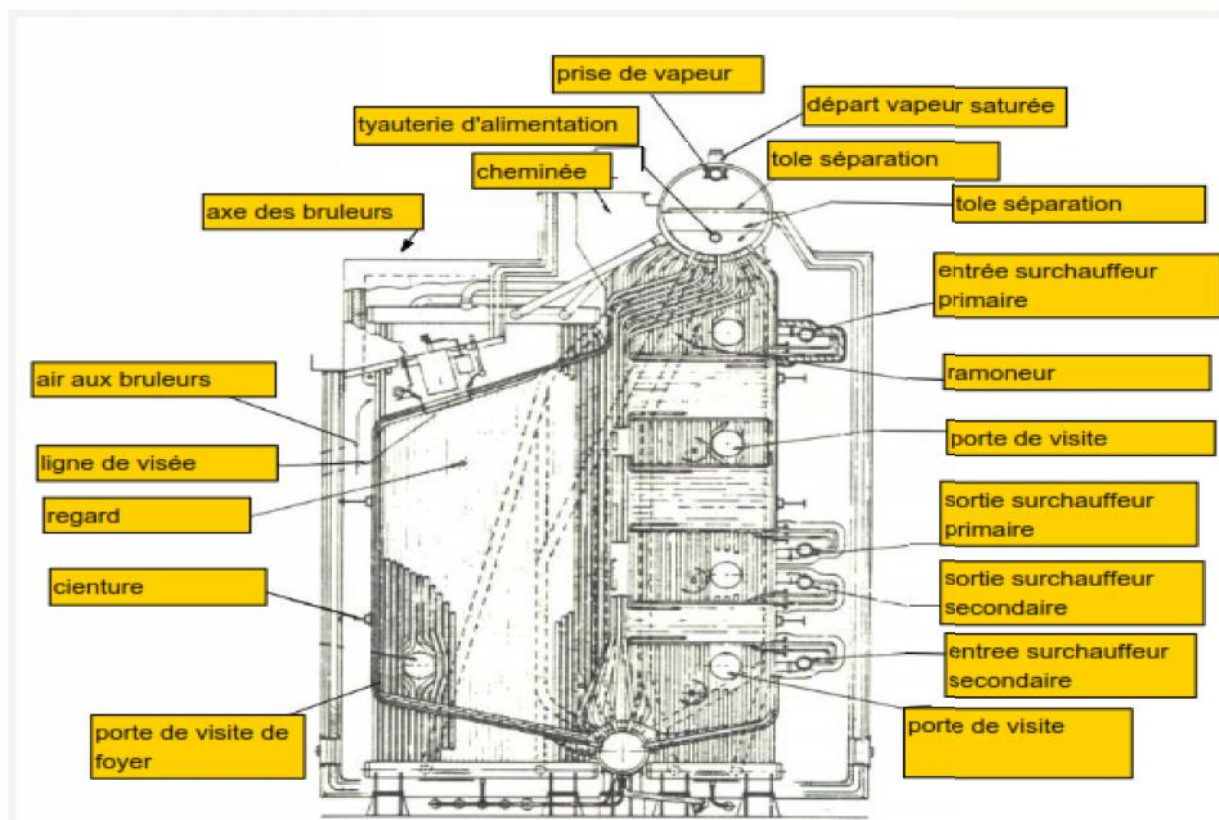 prise de vapeur
départ vapeur saturée
tyauterie d'alimentation
tole séparation
cheminée
tole séparation
axe des bruleurs
entrée surchauffeur
primaire
air aux bruleurs
ramoneur
ligne de visée
porte de visite
regard
sortie surchauffeur
primaire
cienture
sortie surchauffeur
secondaire
entree surchauffeur
secondaire
porte de visite de
foyer
porte de visite